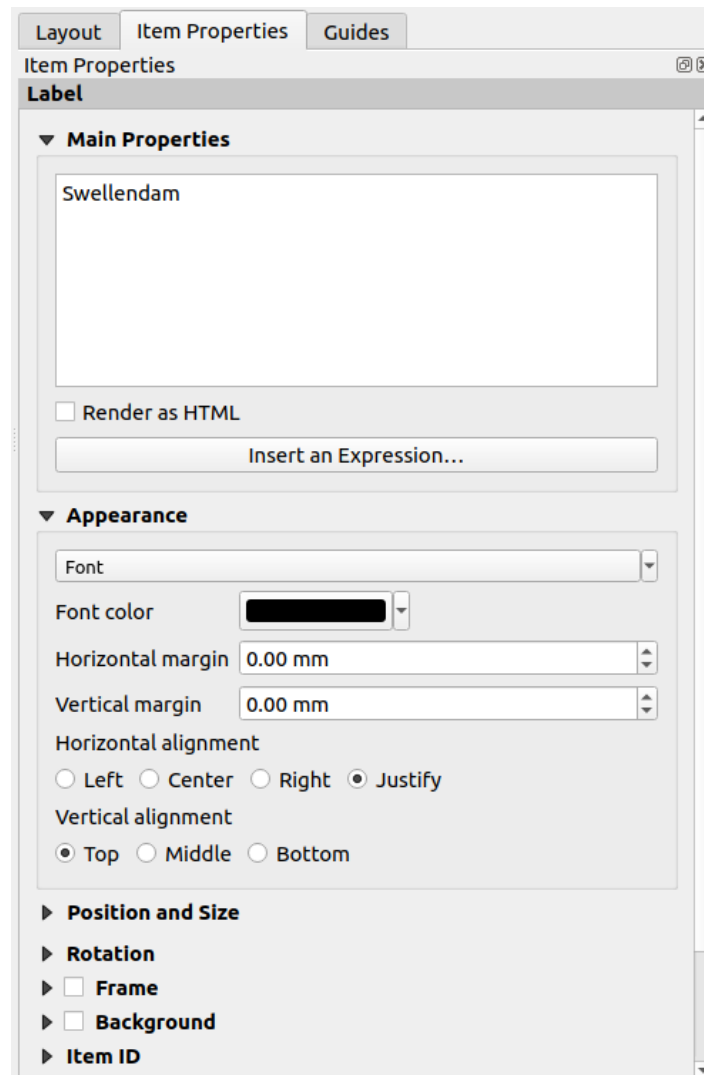 Layout Item Properties Guides
Item Properties
Label
Main Properties
Swellendam
Render as HTML
Insert an Expression...
Appearance
Font
Font color
Horizontal margin 0.00 mm
Vertical margin 0.00 mm
Horizontal alignment
Left Center Right Justify
Vertical alignment
Top Middle Bottom
Position and Size
Rotation
Frame
Background
Item ID